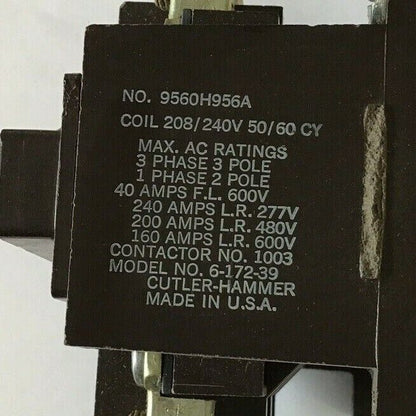 NO. 9560H956A
COIL 208/240V 50/60 CY
MAX. AC RATINGS
3 PHASE 3 POLE
1 PHASE 2 POLE
40 AMPS F.L. 600V
240 AMPS L.R. 277V
200 AMPS L.R. 480V
160 AMPS L.R. 600V
CONTACTOR NO. 1003
MODEL NO. 6-172-39
CUTLER-HAMMER
MADE IN U.S.A.